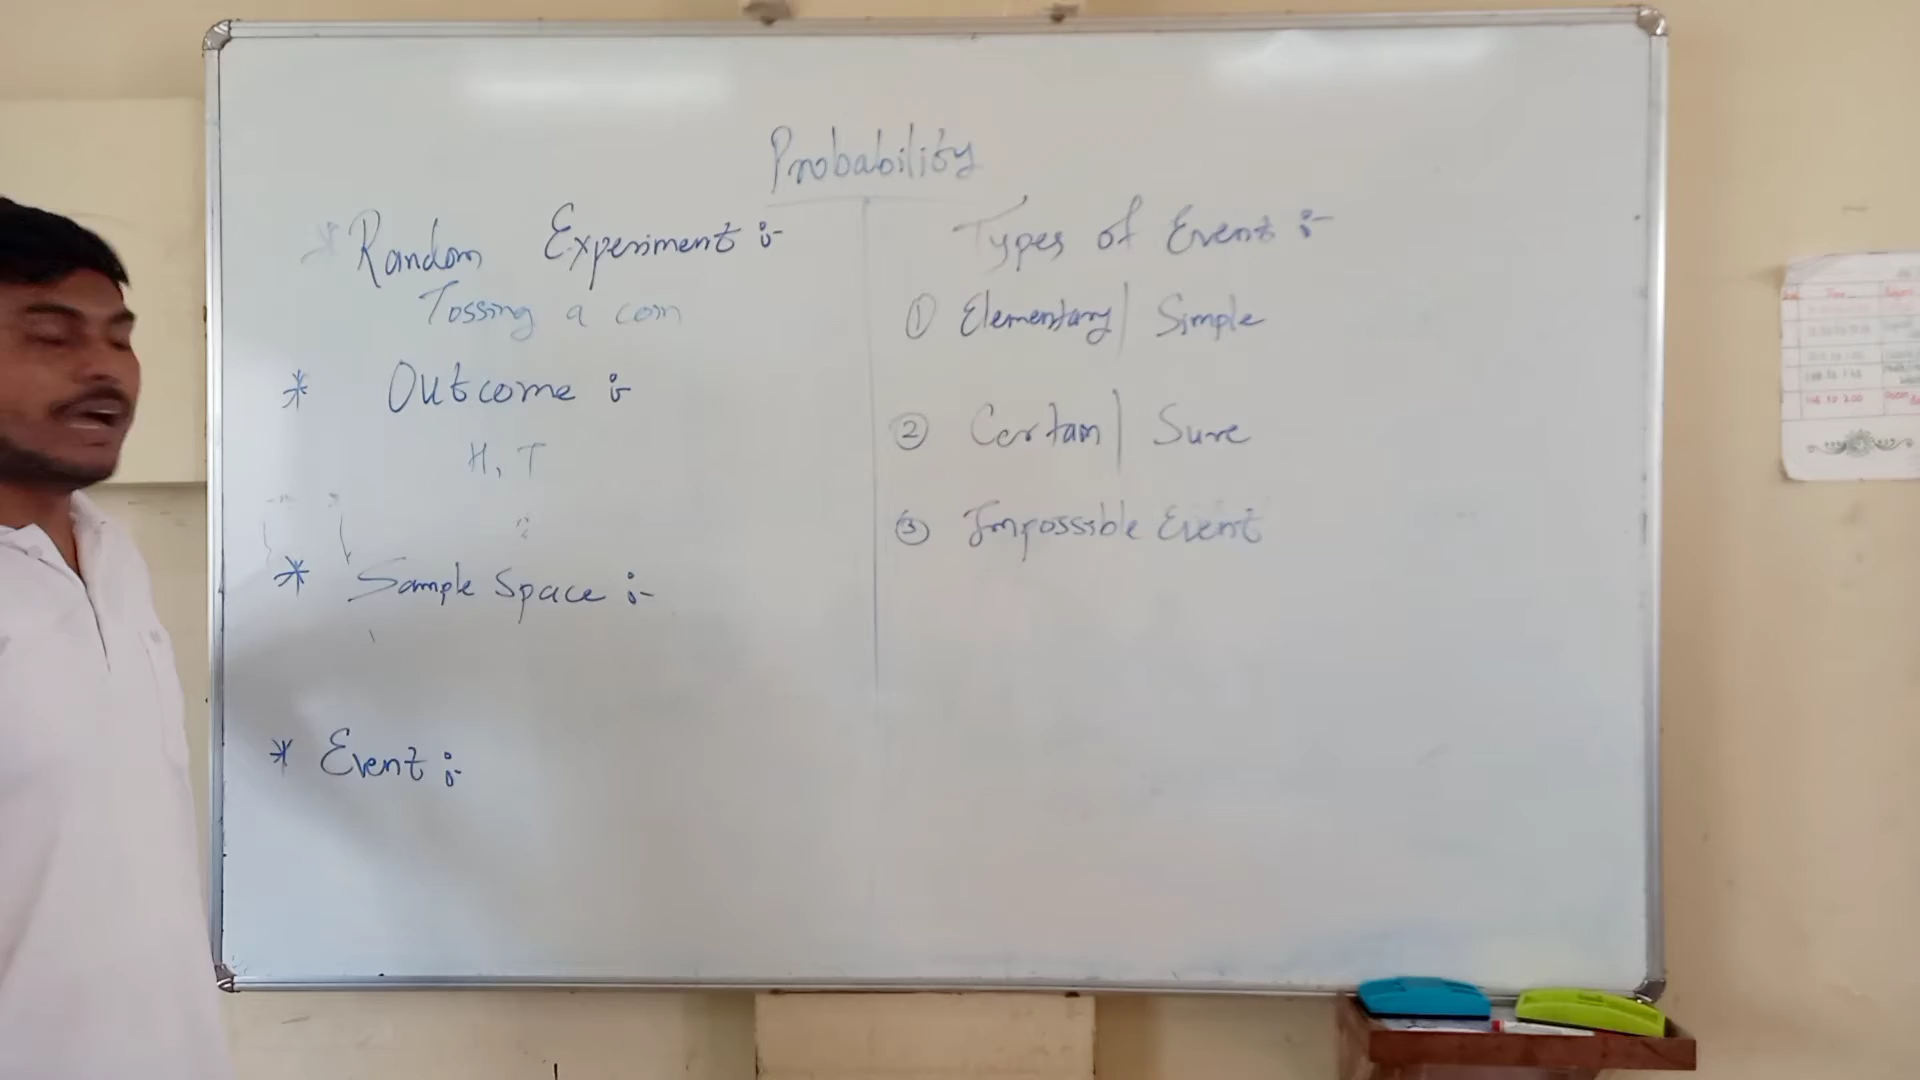 Probability
* Random Experiment :-
Tossing a coin
* Outcome :-
H, T
* Sample Space :-
* Event :-
Types of Event :-
① Elementary | Simple
② Certain | Sure
③ Impossible Event